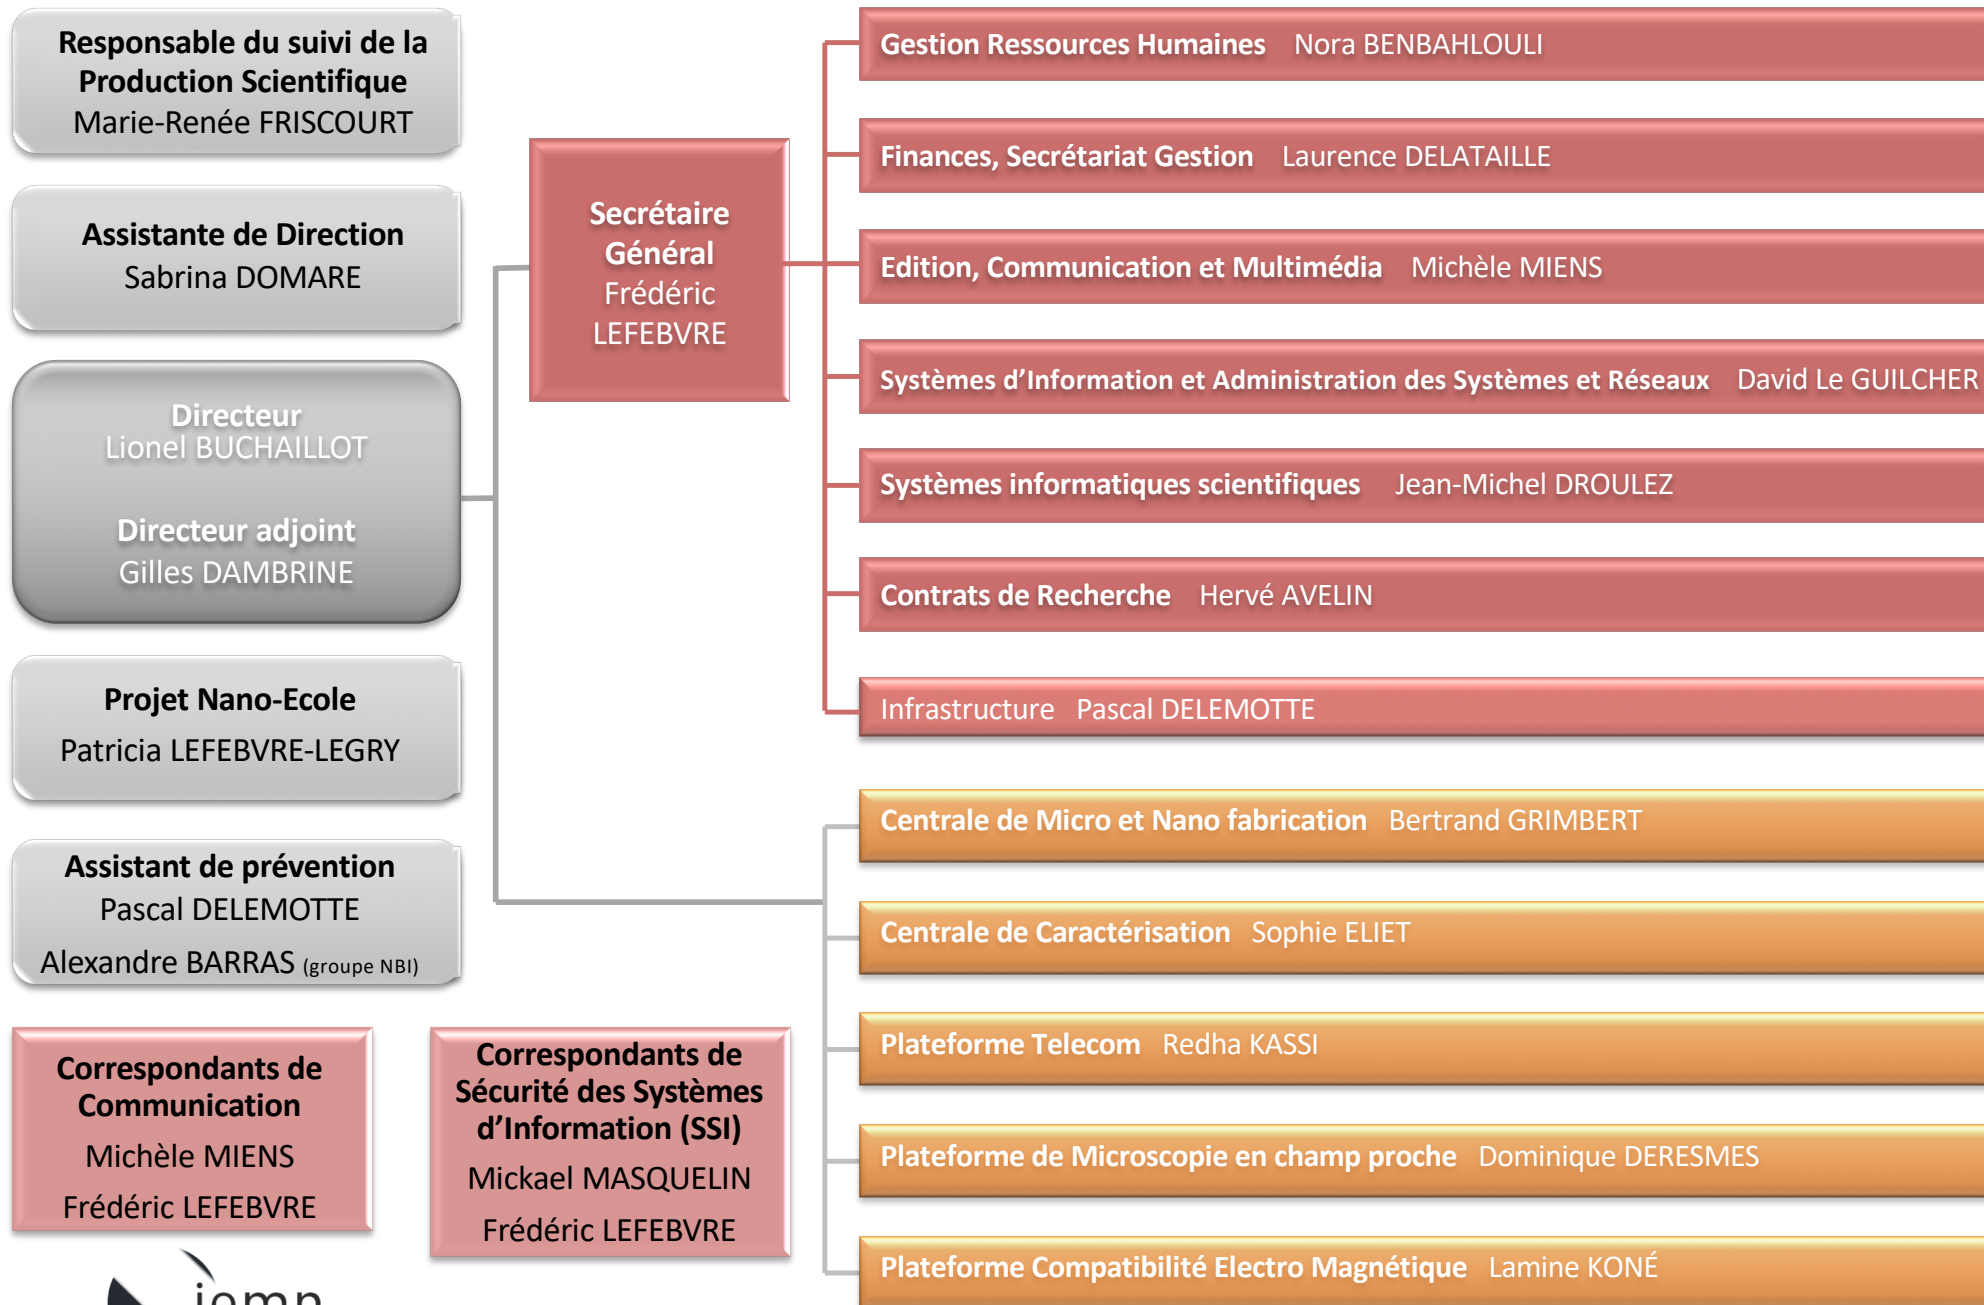 Responsable du suivi de la
Production Scientifique
Marie-Renée FRISCOURT
Assistante de Direction
Sabrina DOMARE
Directeur
Lionel BUCHAILLOT
Directeur adjoint
Gilles DAMBRINE
Projet Nano-Ecole
Patricia LEFEBVRE-LEGRY
Assistant de prévention
Pascal DELEMOTTE
Alexandre BARRAS (groupe NBI)
Correspondants de
Communication
Michèle MIENS
Frédéric LEFEBVRE
Correspondants de
Sécurité des Systèmes
d’Information (SSI)
Mickael MASQUELIN
Frédéric LEFEBVRE
Secrétaire
Général
Frédéric
LEFEBVRE
Gestion Ressources Humaines Nora BENBAHLOULI
Finances, Secrétariat Gestion Laurence DELATAILLE
Edition, Communication et Multimédia Michèle MIENS
Systèmes d’Information et Administration des Systèmes et Réseaux David Le GUILCHER
Systèmes informatiques scientifiques Jean-Michel DROULEZ
Contrats de Recherche Hervé AVELIN
Infrastructure Pascal DELEMOTTE
Centrale de Micro et Nano fabrication Bertrand GRIMBERT
Centrale de Caractérisation Sophie ELIET
Plateforme Telecom Redha KASSI
Plateforme de Microscopie en champ proche Dominique DERESMES
Plateforme Compatibilité Electro Magnétique Lamine KONÉ
iemn